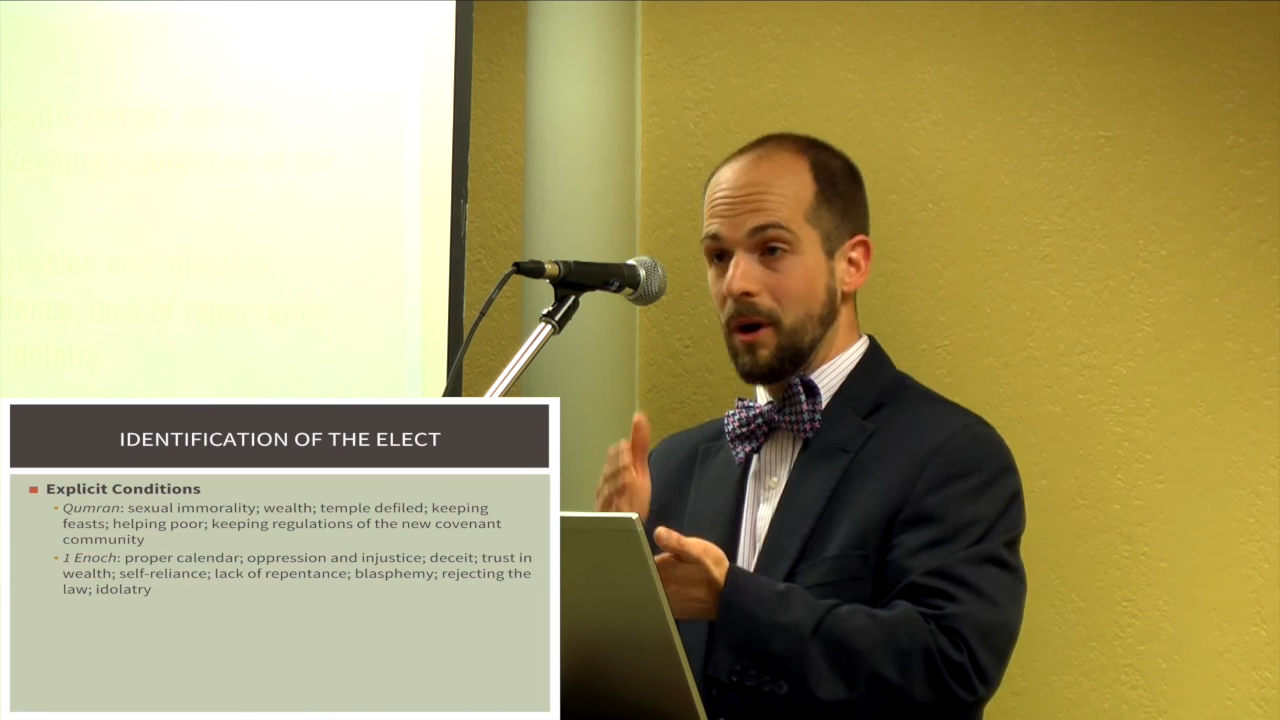 IDENTIFICATION OF THE ELECT
Explicit Conditions
Qumran: sexual immorality; wealth; temple defiled; keeping
feasts; helping poor; keeping regulations of the new covenant
community
1 Enoch: proper calendar; oppression and injustice; deceit; trust in
wealth; self-reliance; lack of repentance; blasphemy; rejecting the
law; idolatry